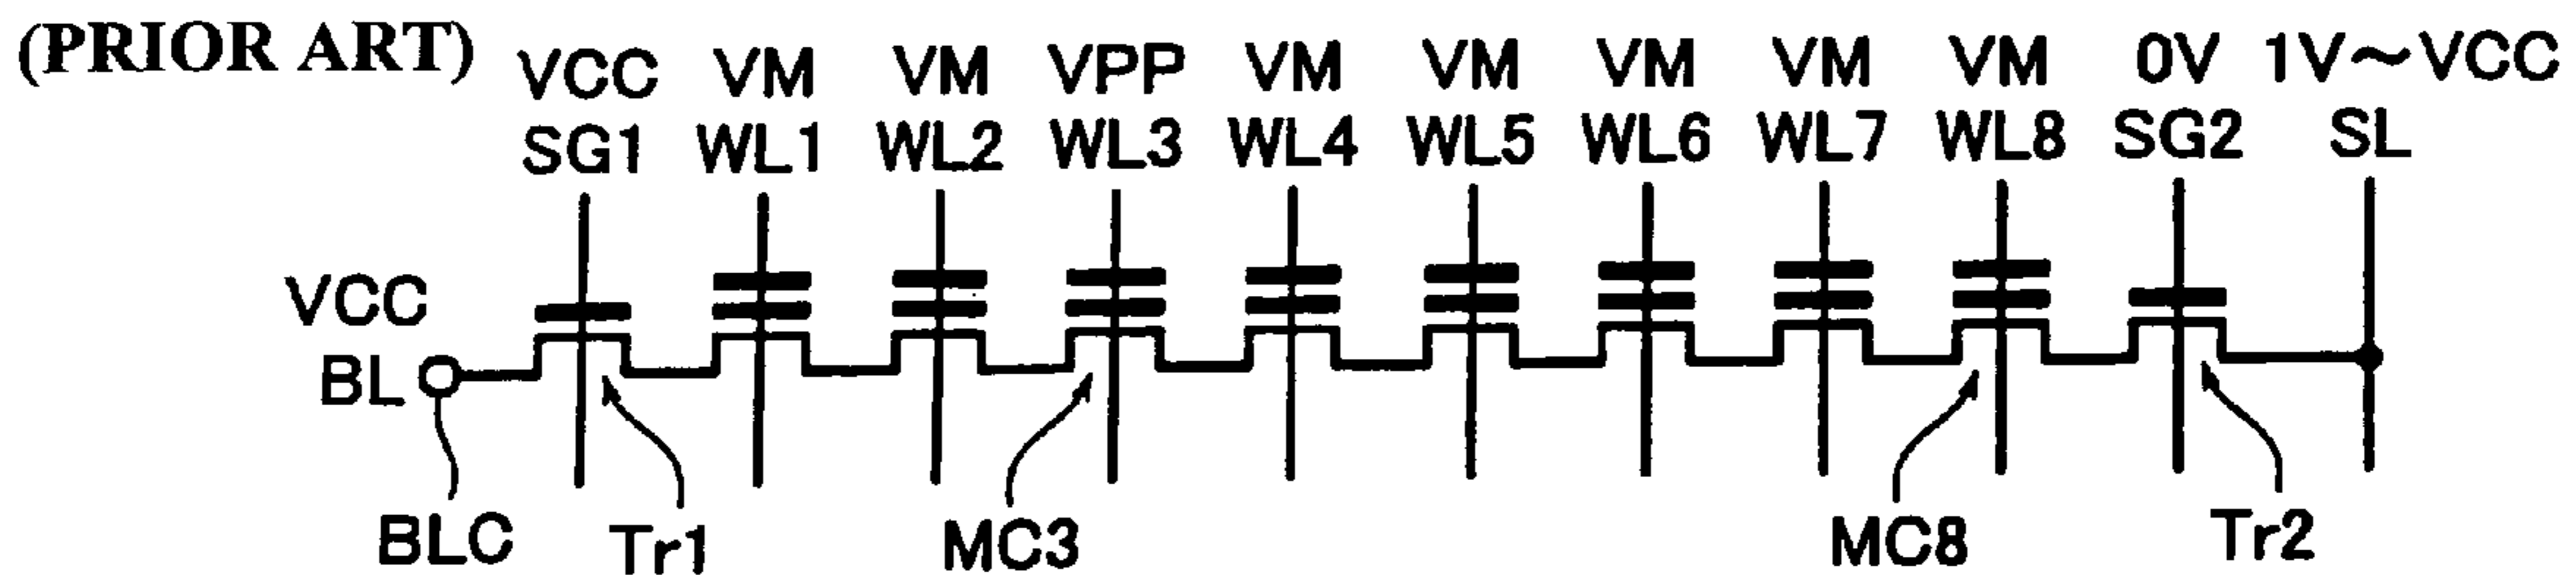 (PRIOR ART)
VCC VM VM VPP VM VM VM VM VM 0V 1V~VCC
SG1 WL1 WL2 WL3 WL4 WL5 WL6 WL7 WL8 SG2 SL
VCC
BL
BLC Tr1 MC3 MC8 Tr2